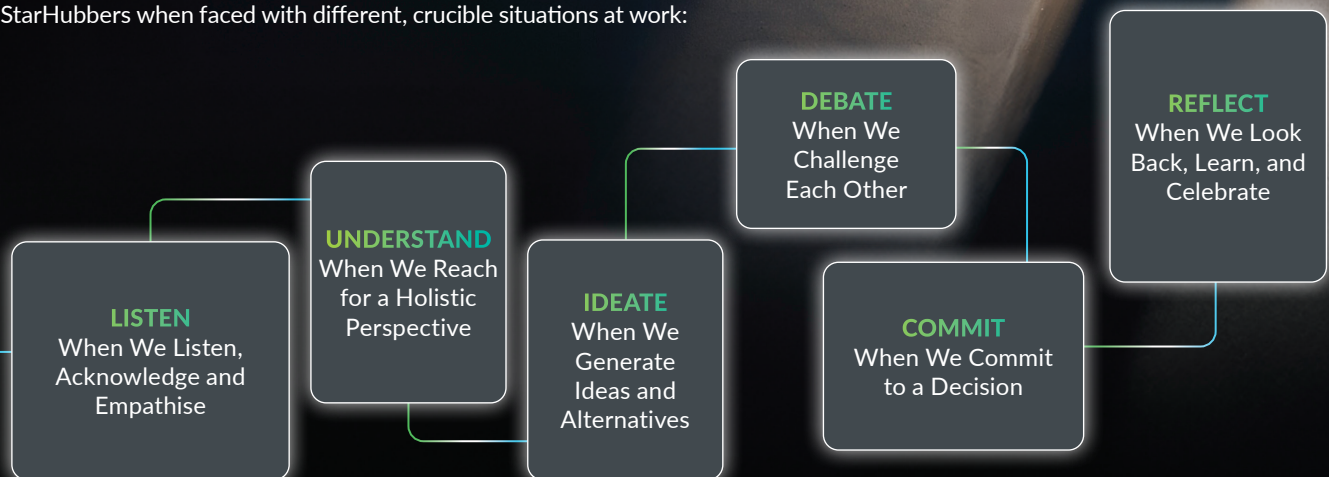 StarHubbers when faced with different, crucible situations at work:
LISTEN
When We Listen,
Acknowledge and
Empathise
UNDERSTAND
When We Reach
for a Holistic
Perspective
IDEATE
When We
Generate
Ideas and
Alternatives
DEBATE
When We
Challenge
Each Other
COMMIT
When We Commit
to a Decision
REFLECT
When We Look
Back, Learn, and
Celebrate